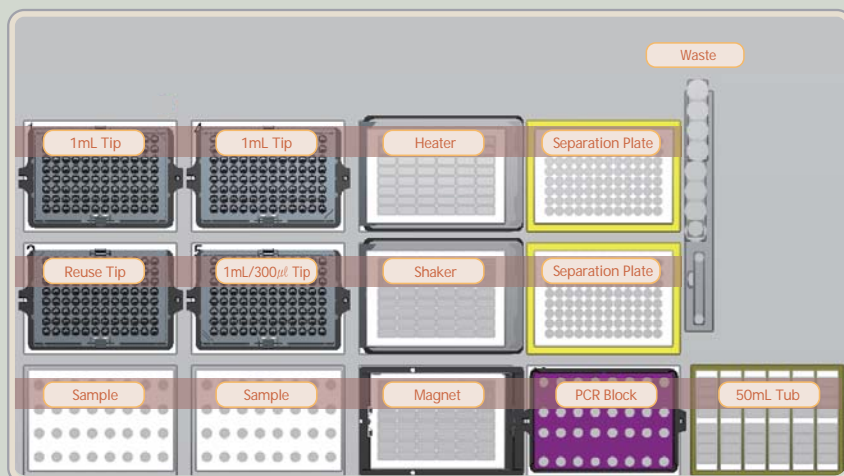 Waste
1mL Tip
1mL Tip
Heater
Separation Plate
Reuse Tip
1mL/300㎕ Tip
Shaker
Separation Plate
Sample
Sample
Magnet
PCR Block
50mL Tub